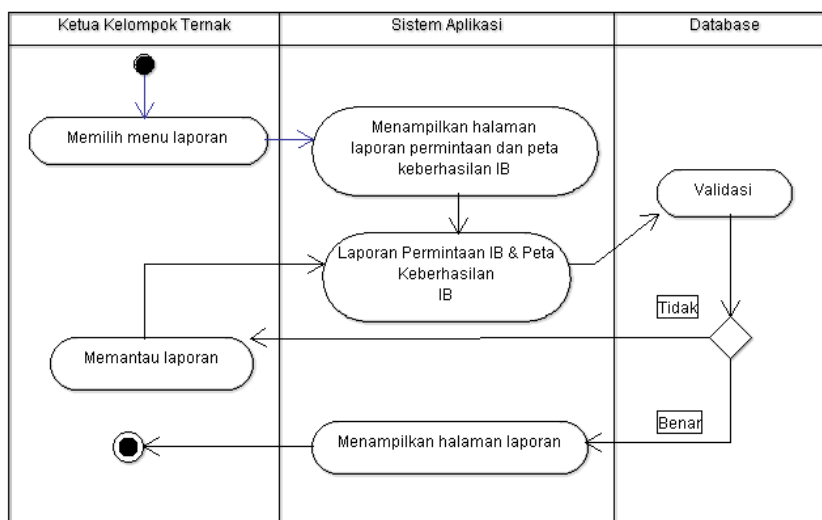 Ketua Kelompok Ternak
Sistem Aplikasi
Database
Memilih menu laporan
Menampilkan halaman
laporan permintaan dan peta
keberhasilan IB
Validasi
Laporan Permintaan IB & Peta
Keberhasilan
IB
Tidak
Memantau laporan
Benar
Menampilkan halaman laporan